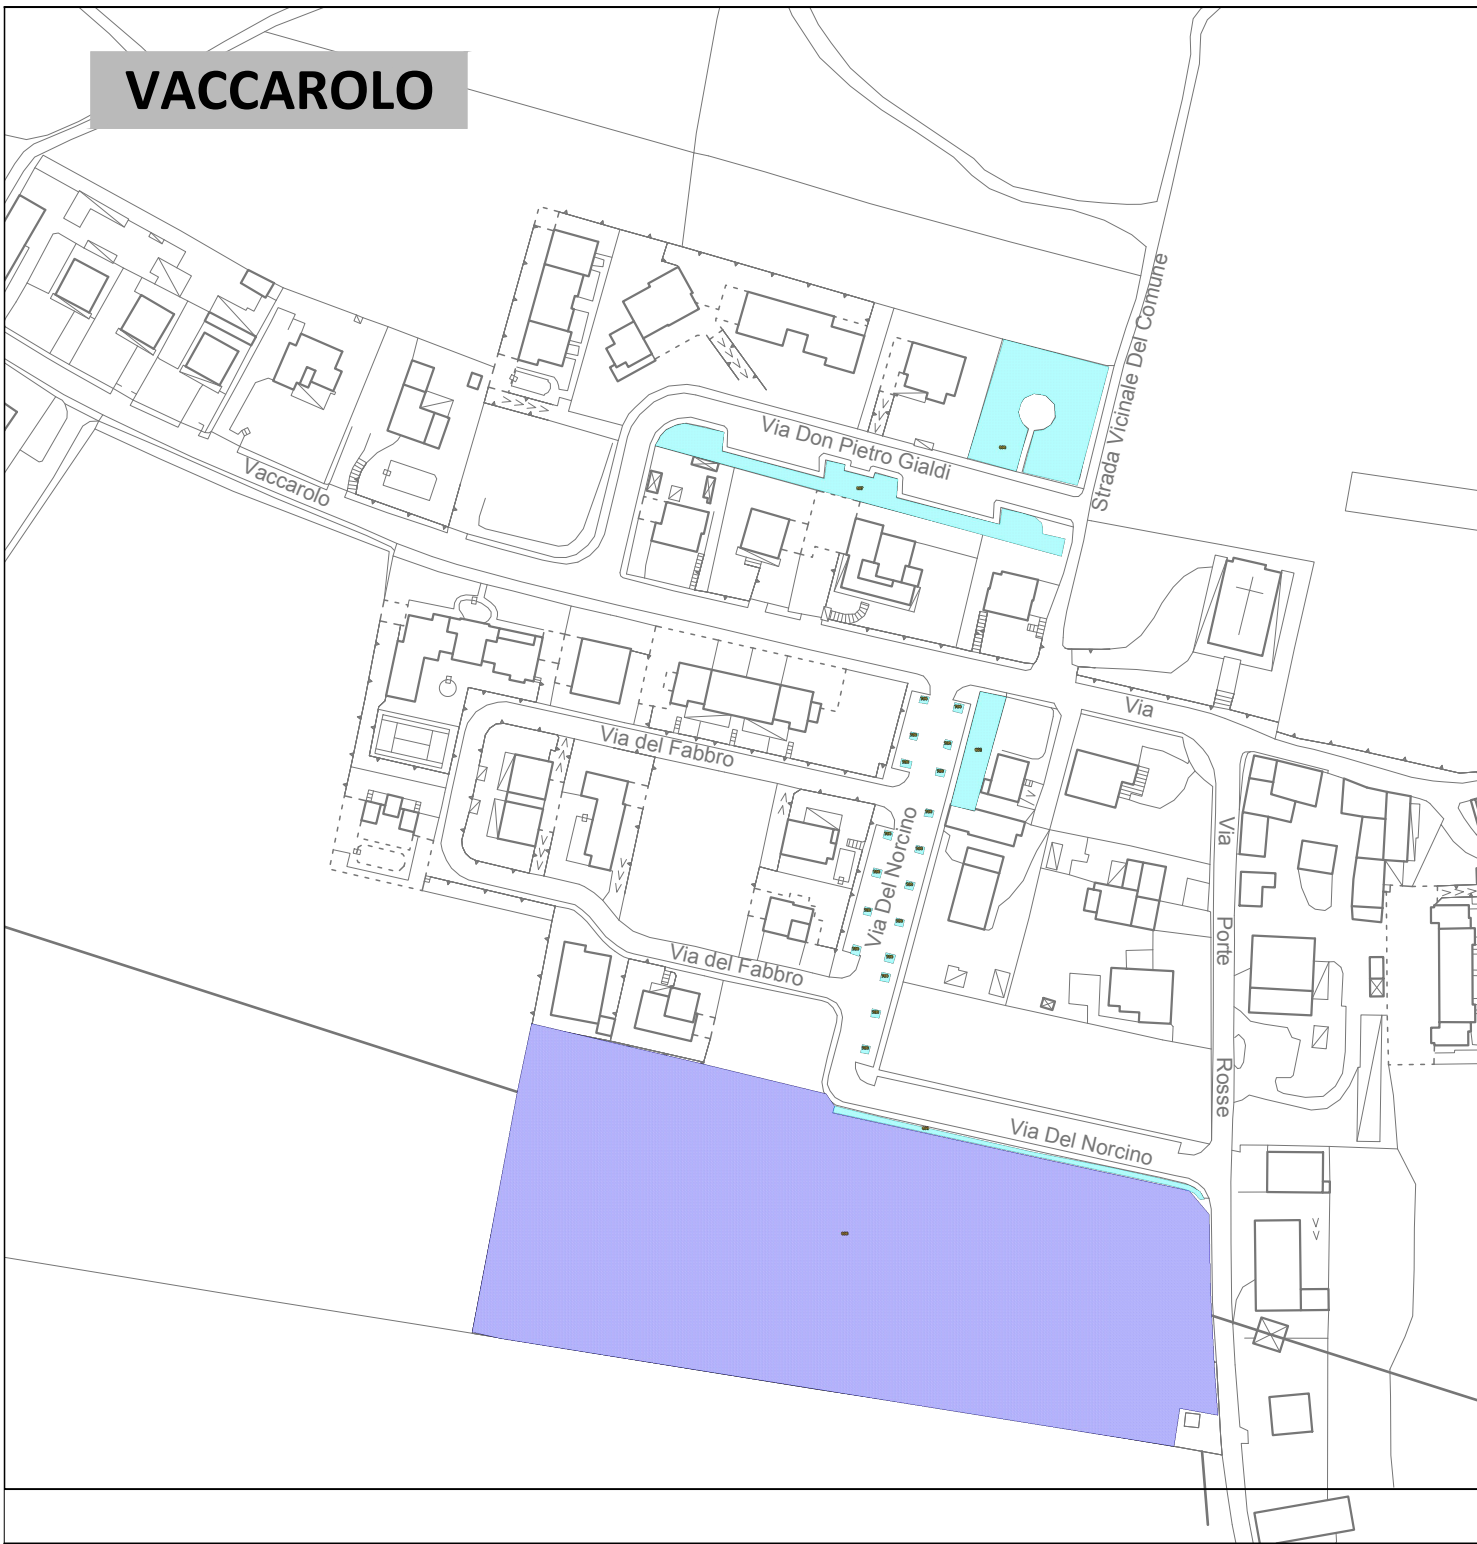 VACCAROLO
Strada Vicinale Del Comune
Via Don Pietro Gialdi
Vaccarolo
Via
Via del Fabbro
Via Del Norcino
Via Porte Rosse
Via del Fabbro
Via Del Norcino